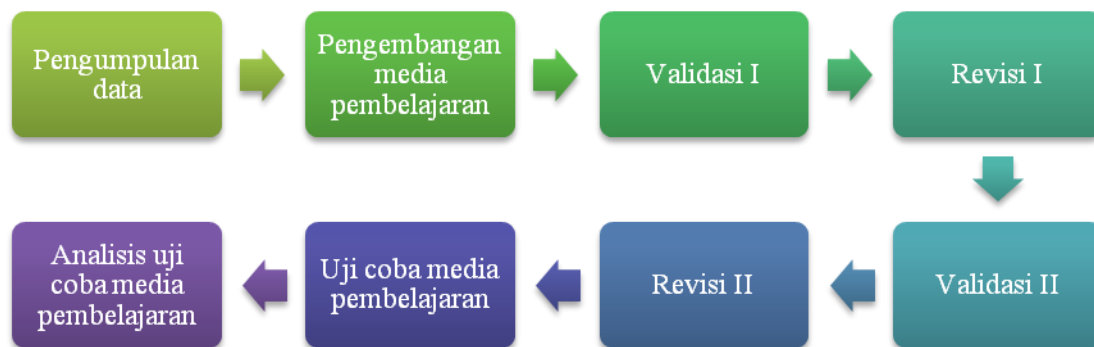 Pengumpulan
data
Pengembangan
media
pembelajaran
Validasi I
Revisi I
Validasi II
Revisi II
Uji coba media
pembelajaran
Analisis uji
coba media
pembelajaran